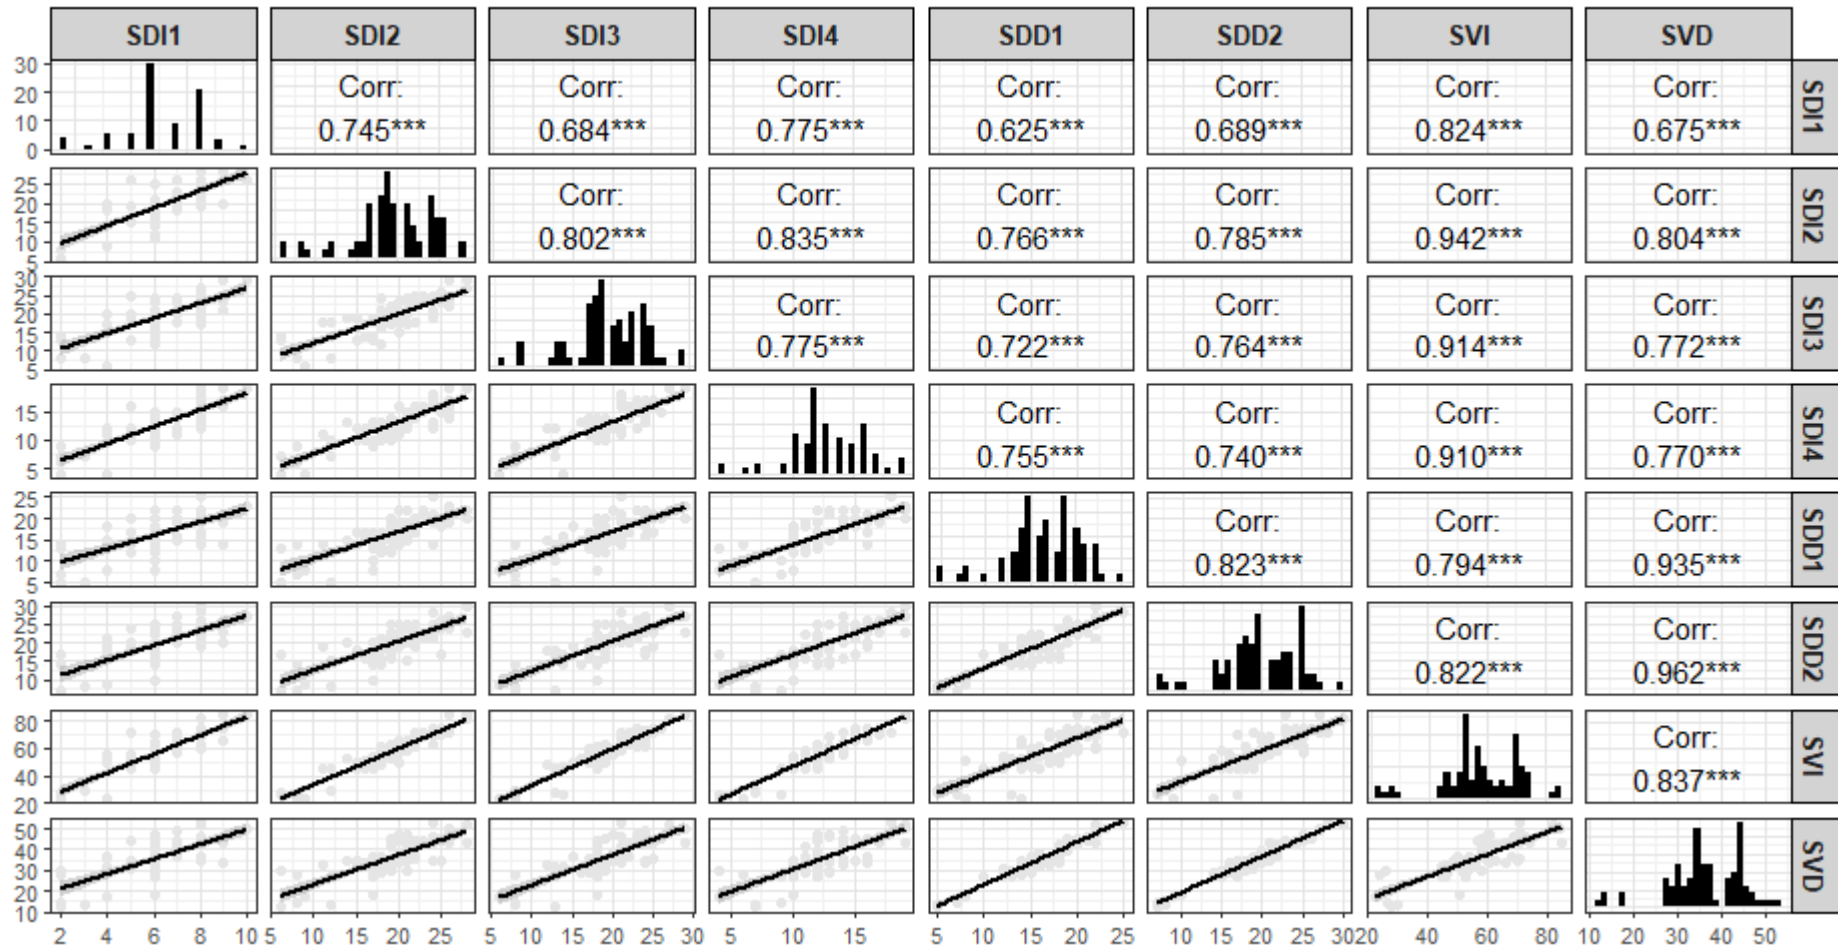 SDI1 SDI2 SDI3 SDI4 SDD1 SDD2 SVI SVD
30
20
10
0
Corr: Corr: Corr: Corr: Corr: Corr: Corr:
0.745*** 0.684*** 0.775*** 0.625*** 0.689*** 0.824*** 0.675***
SDI1
25
20
15
10
5
Corr: Corr: Corr: Corr: Corr: Corr:
0.802*** 0.835*** 0.766*** 0.785*** 0.942*** 0.804***
SDI2
30
25
20
15
10
5
Corr: Corr: Corr: Corr: Corr:
0.775*** 0.722*** 0.764*** 0.914*** 0.772***
SDI3
15
10
5
Corr: Corr: Corr: Corr:
0.755*** 0.740*** 0.910*** 0.770***
SDI4
25
20
15
10
5
Corr: Corr: Corr:
0.823*** 0.794*** 0.935***
SDD1
30
25
20
15
10
Corr: Corr:
0.822*** 0.962***
SDD2
80
60
40
20
Corr:
0.837***
SVI
50
40
30
20
10
SVD
2 4 6 8 10 5 10 15 20 25 5 10 15 20 25 30 5 10 15 5 10 15 20 25 10 15 20 25 30 20 40 60 80 10 20 30 40 50